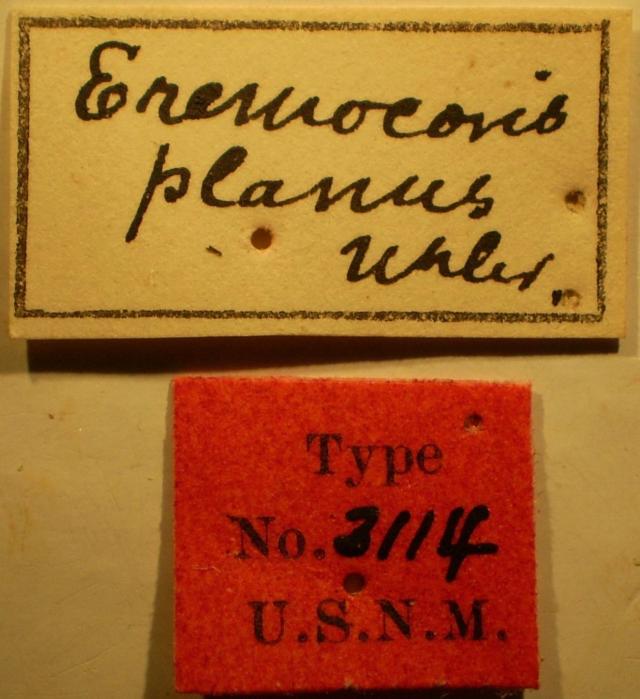 Eremocoris
planus
Uhler.
Type
No. 3114
U.S.N.M.